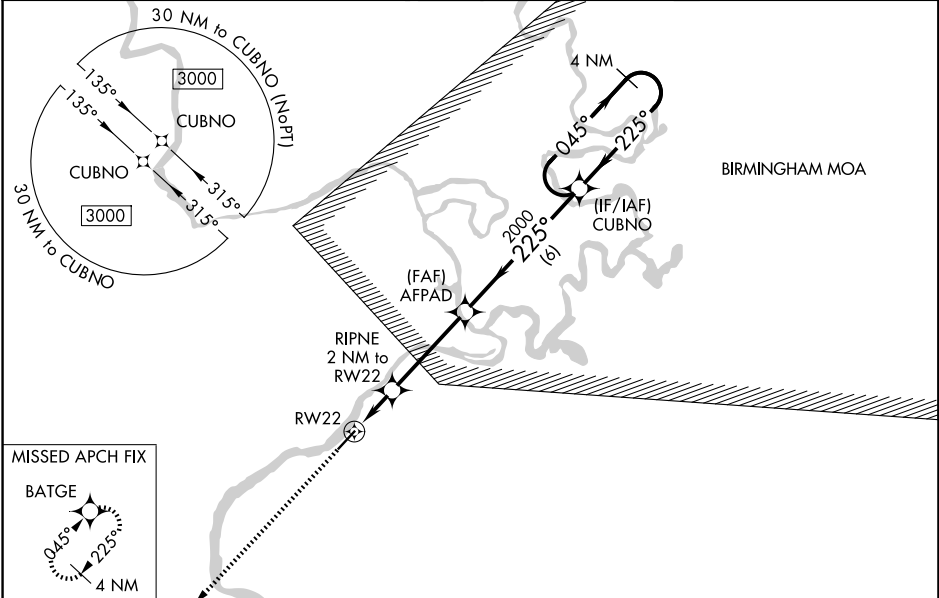 30 NM to CUBNO (NoPT)
3000
135°
135°
CUBNO
CUBNO
315°
315°
3000
30 NM to CUBNO
4 NM
045°
225°
BIRMINGHAM MOA
(IF/IAF)
CUBNO
2000
225°
(6)
(FAF)
AFPAD
RIPNE
2 NM to
RW22
RW22
MISSED APCH FIX
BATGE
045°
225°
4 NM